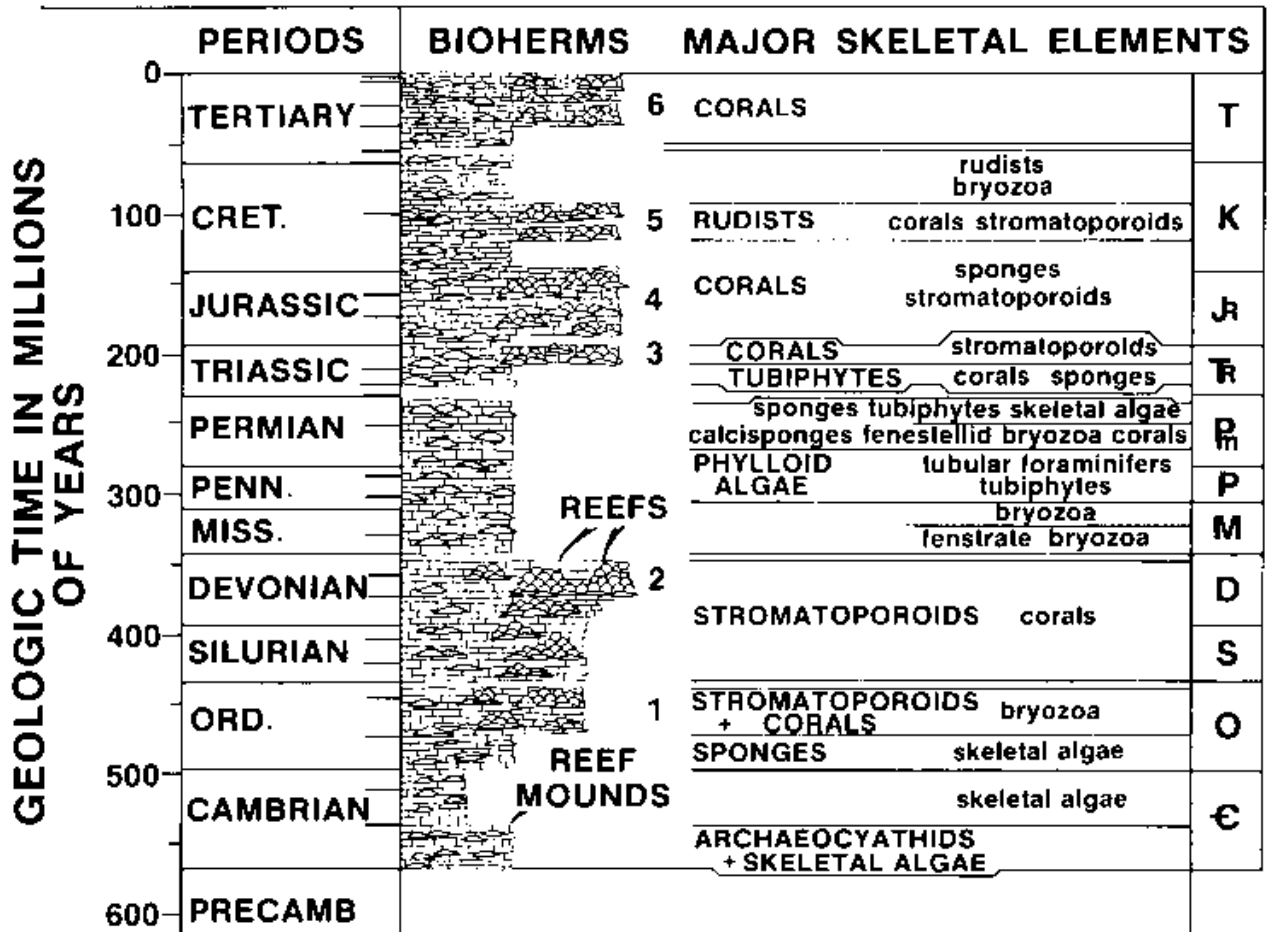 PERIODS BIOHERMS MAJOR SKELETAL ELEMENTS
GEOLOGIC TIME IN MILLIONS
OF YEARS
0
TERTIARY 6 CORALS T
rudists
bryozoa
100 CRET. 5 RUDISTS corals stromatoporoids K
JURASSIC 4 CORALS sponges
stromatoporoids JR
200 3 CORALS stromatoporoids
TRIASSIC TUBIPHYTES corals sponges TR
sponges tubiphytes skeletal algae
PERMIAN calcisponges fenestellid bryozoa corals Pm
PHYLLOID tubular foraminifers
PENN. ALGAE tubiphytes P
300 REEFS bryozoa
MISS. fenstrate bryozoa M
DEVONIAN 2 D
STROMATOPOROIDS corals
400
SILURIAN S
STROMATOPOROIDS bryozoa
ORD. 1 + CORALS O
SPONGES skeletal algae
500 REEF
MOUNDS
CAMBRIAN skeletal algae Є
ARCHAEOCYATHIDS
+ SKELETAL ALGAE
600 PRECAMB